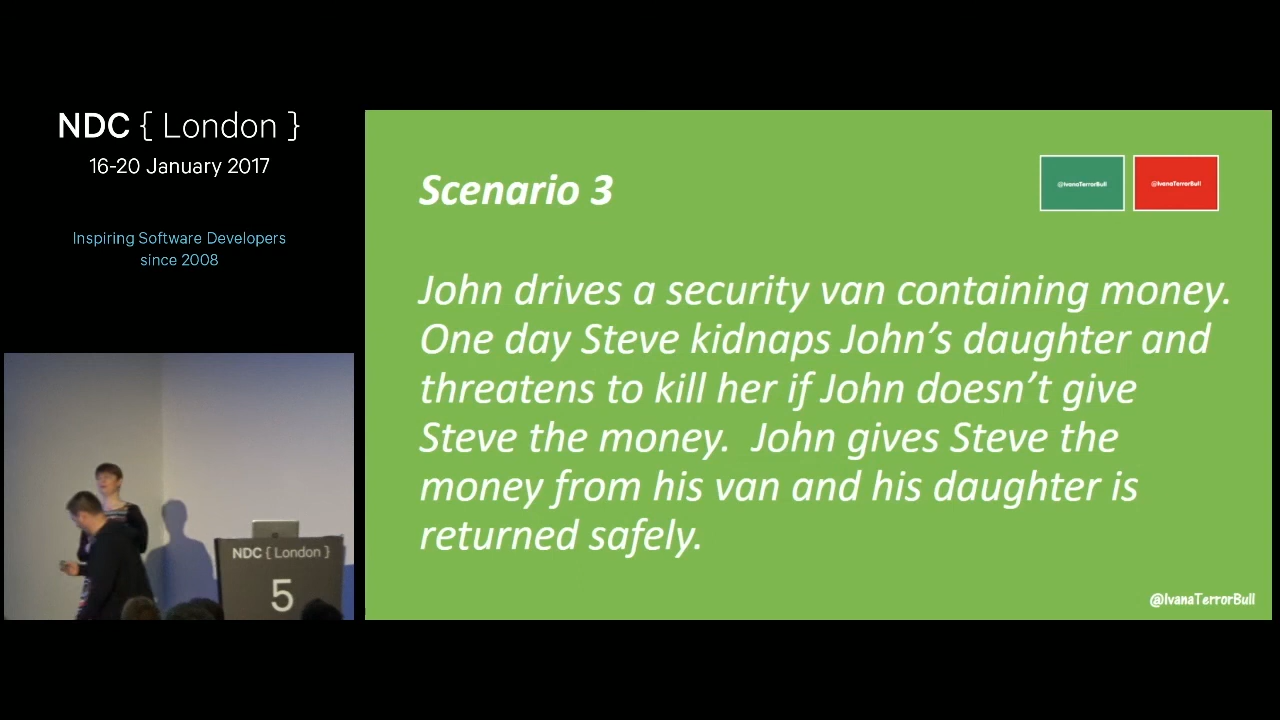 NDC { London }
16-20 January 2017
Inspiring Software Developers
since 2008
Scenario 3
@IvanaTerrorBull
@IvanaTerrorBull
John drives a security van containing money.
One day Steve kidnaps John’s daughter and
threatens to kill her if John doesn’t give
Steve the money.  John gives Steve the
money from his van and his daughter is
returned safely.
@IvanaTerrorBull
NDC { London }
5